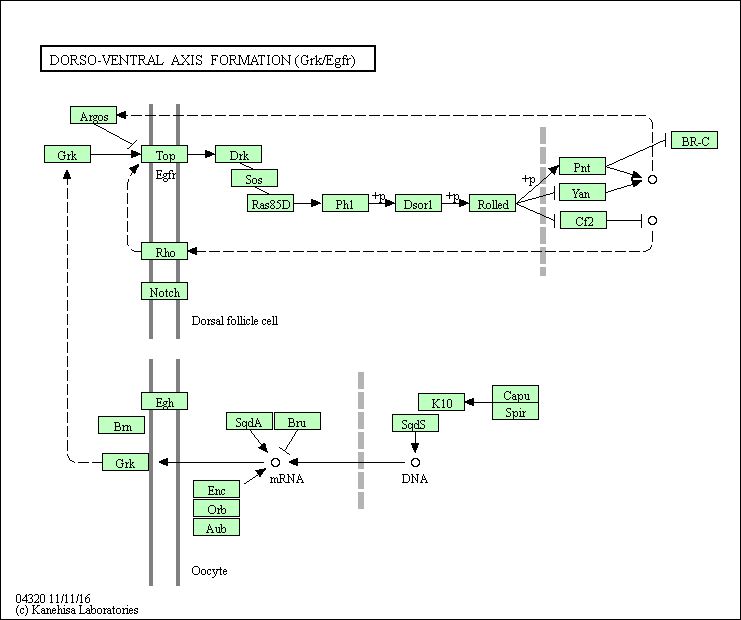 DORSO-VENTRAL AXIS FORMATION (Grk/Egfr)
Argos
BR-C
Grk
Top
Drk
Egfr
Pnt
Sos
+p
Yan
Ras85D
Ph1
+p
Dsor1
+p
Rolled
Cf2
Rho
Notch
Dorsal follicle cell
Egh
K10
Capu
Spir
Brn
SqdA
Bru
SqdS
Grk
mRNA
DNA
Enc
Orb
Aub
Oocyte
04320 11/11/16
(c) Kanehisa Laboratories